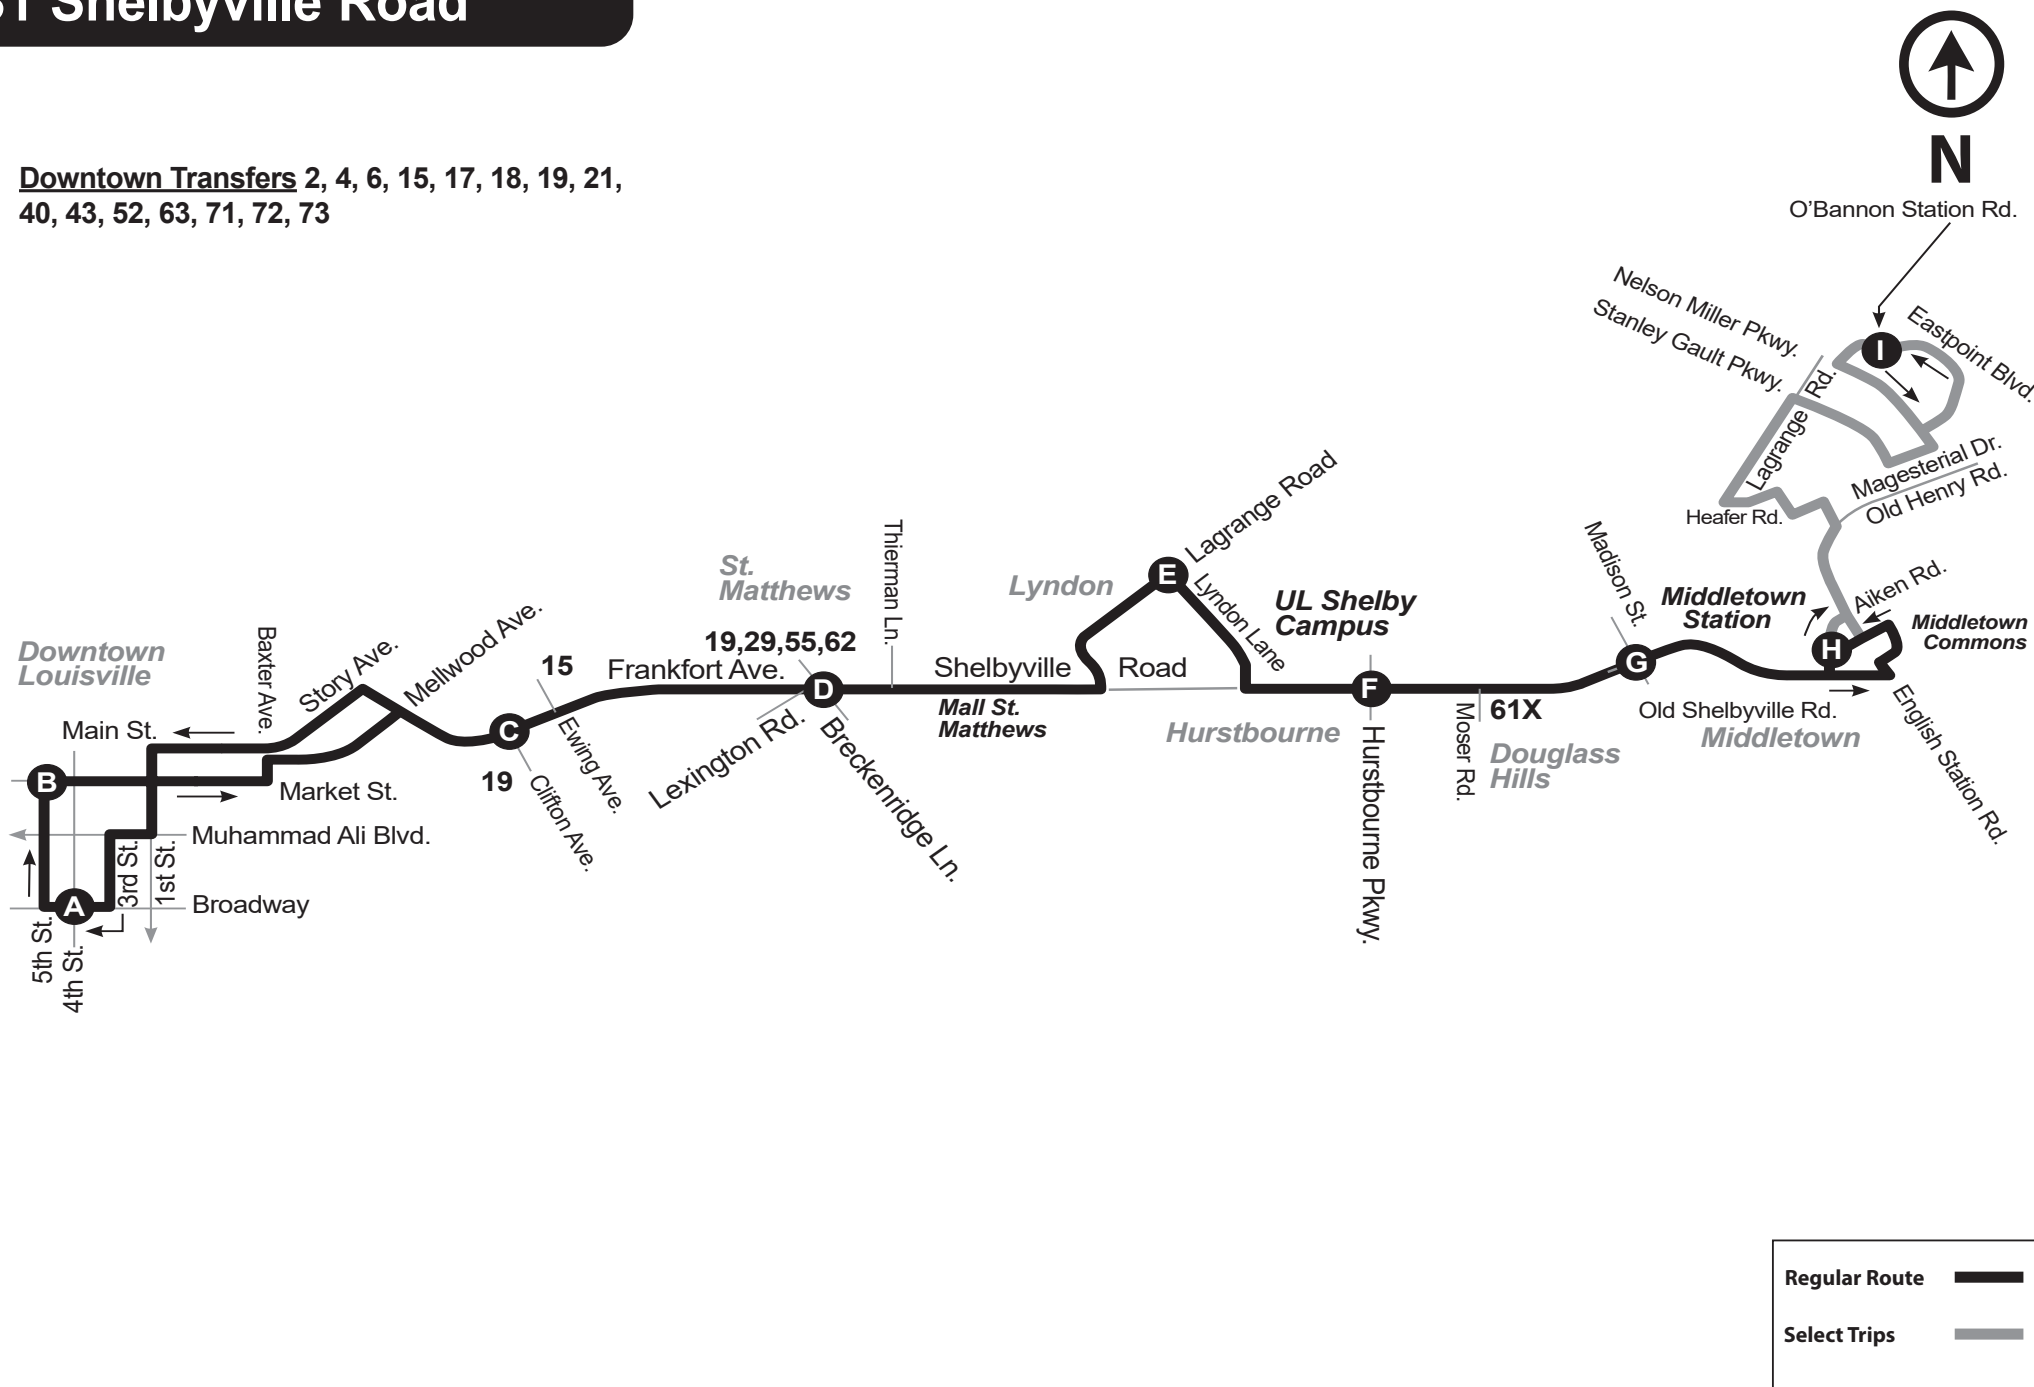 Shelbyville Road
N
Downtown Transfers 2, 4, 6, 15, 17, 18, 19, 21,
40, 43, 52, 63, 71, 72, 73
O'Bannon Station Rd.
Nelson Miller Pkwy.
Stanley Gault Pkwy.
I
Eastpoint Blvd.
Lagrange Rd.
Magesterial Dr.
Old Henry Rd.
Heafer Rd.
Aiken Rd.
Middletown
Station
Middletown
Commons
H
Madison St.
G
Old Shelbyville Rd.
Middletown
English Station Rd.
Lagrange Road
E
Lyndon
Lyndon Lane
UL Shelby
Campus
F
Hurstbourne
Hurstbourne Pkwy.
Moser Rd.
61X
Douglass
Hills
Thierman Ln.
St.
Matthews
19,29,55,62
Frankfort Ave.
D
Shelbyville
Road
Mall St.
Matthews
Lexington Rd.
Breckenridge Ln.
15
Ewing Ave.
C
19
Clifton Ave.
Mellwood Ave.
Story Ave.
Baxter Ave.
Downtown
Louisville
Main St.
B
Market St.
Muhammad Ali Blvd.
3rd St.
1st St.
A
Broadway
5th St.
4th St.
Regular Route
Select Trips